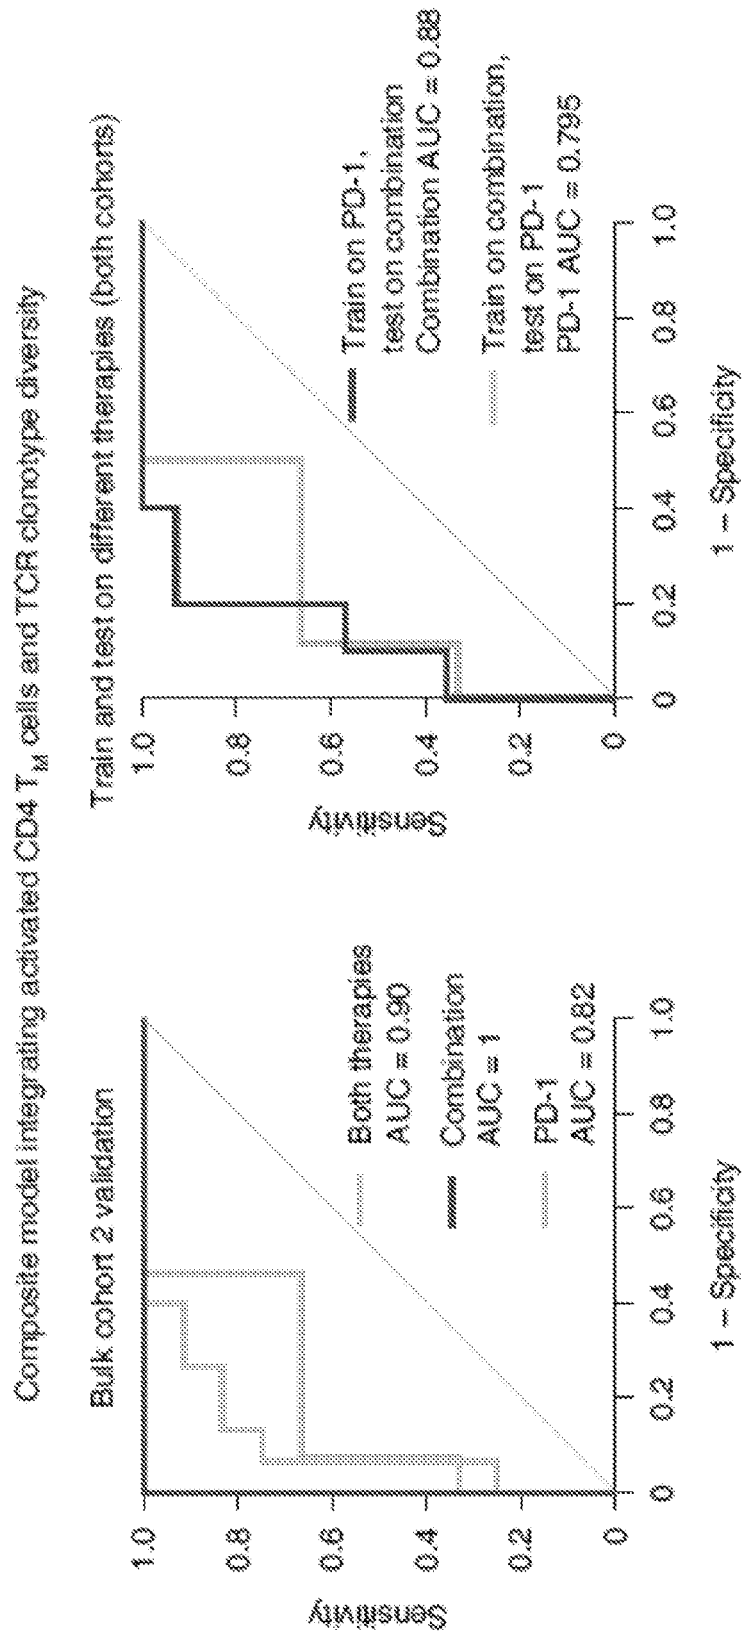 Composite model integrating activated CD4 TM cells and TCR clonotype diversity
Bulk cohort 2 validation
Sensitivity
1.0
0.8
0.6
0.4
0.2
0
0
0.2
0.4
0.6
0.8
1.0
1 – Specificity
Both therapies
AUC = 0.90
Combination
AUC = 1
PD-1
AUC = 0.82
Train and test on different therapies (both cohorts)
Sensitivity
1.0
0.8
0.6
0.4
0.2
0
0
0.2
0.4
0.6
0.8
1.0
1 – Specificity
Train on PD-1,
test on combination
Combination AUC = 0.88
Train on combination,
test on PD-1
PD-1 AUC = 0.795